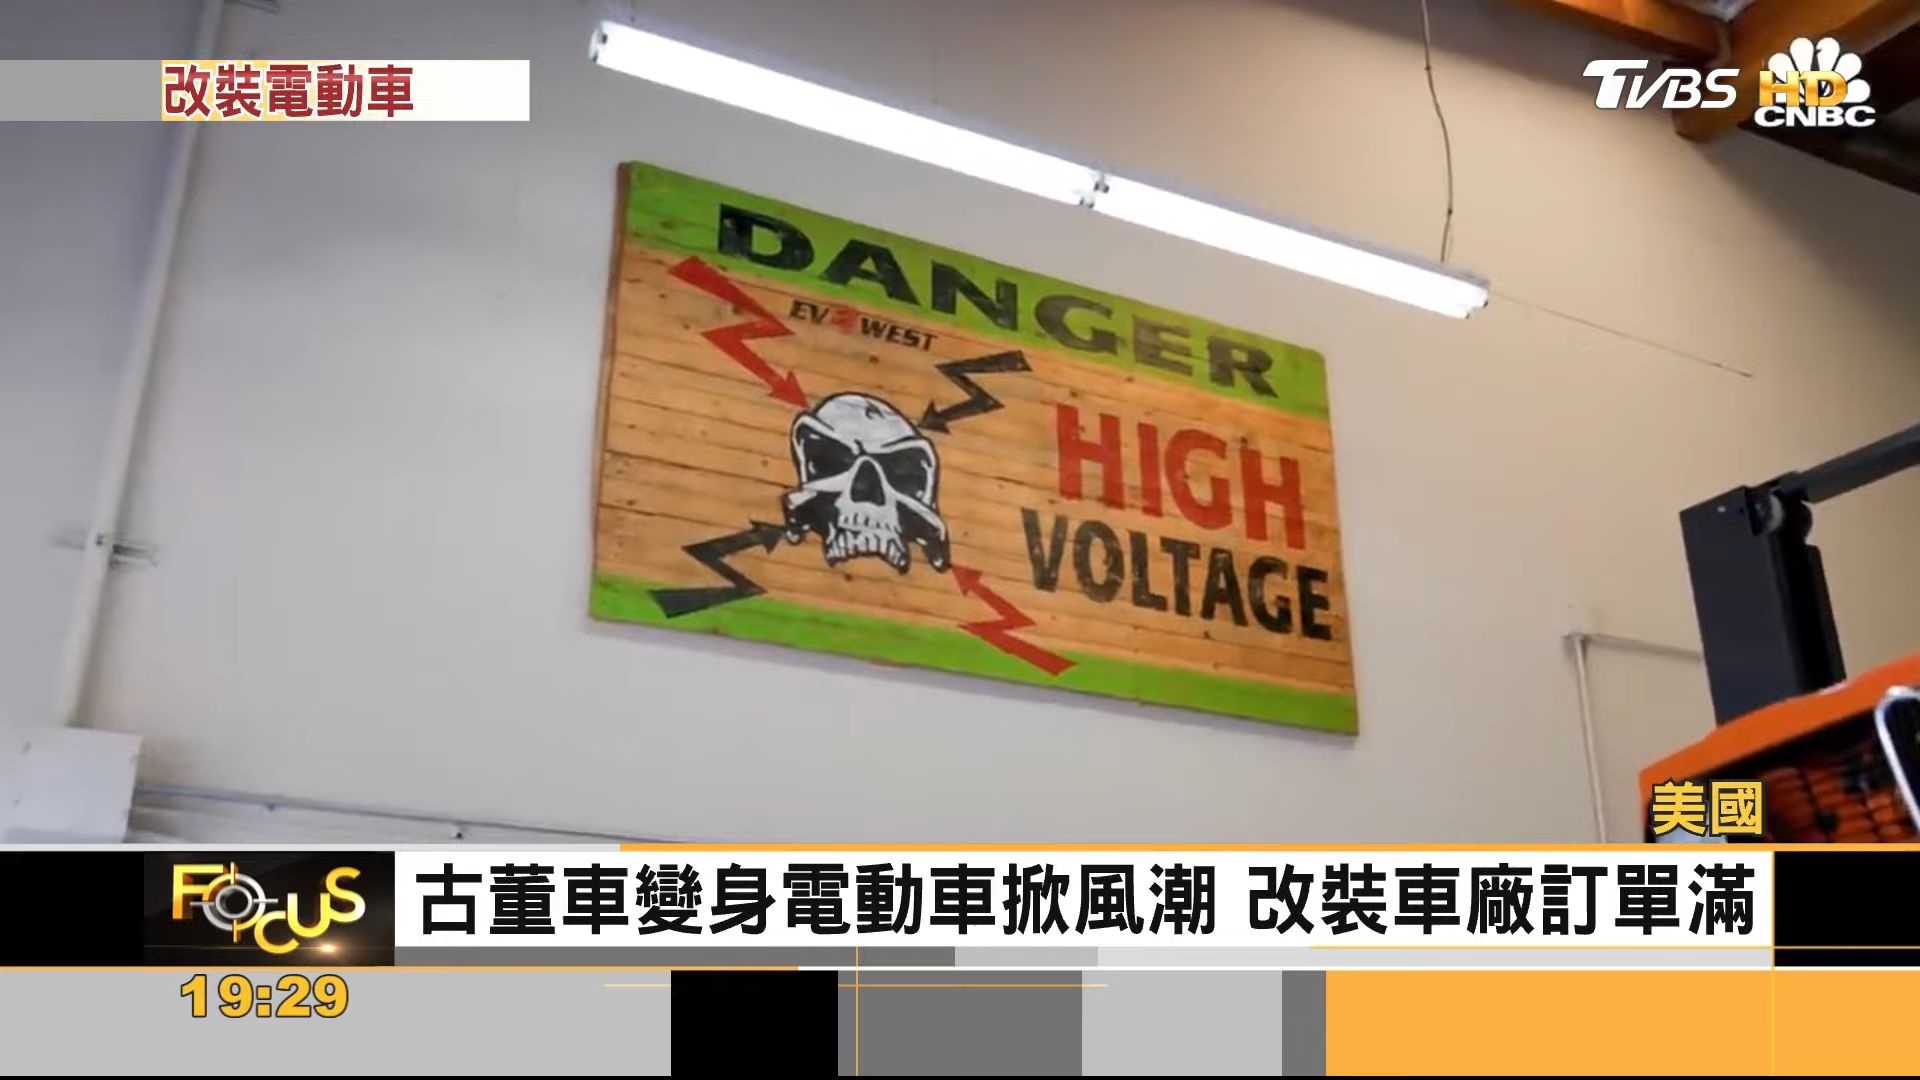 改裝電動車
TVBS HD
CNBC
DANGER
EV WEST
HIGH
VOLTAGE
美國
FOCUS
古董車變身電動車掀風潮 改裝車廠訂單滿
19:29